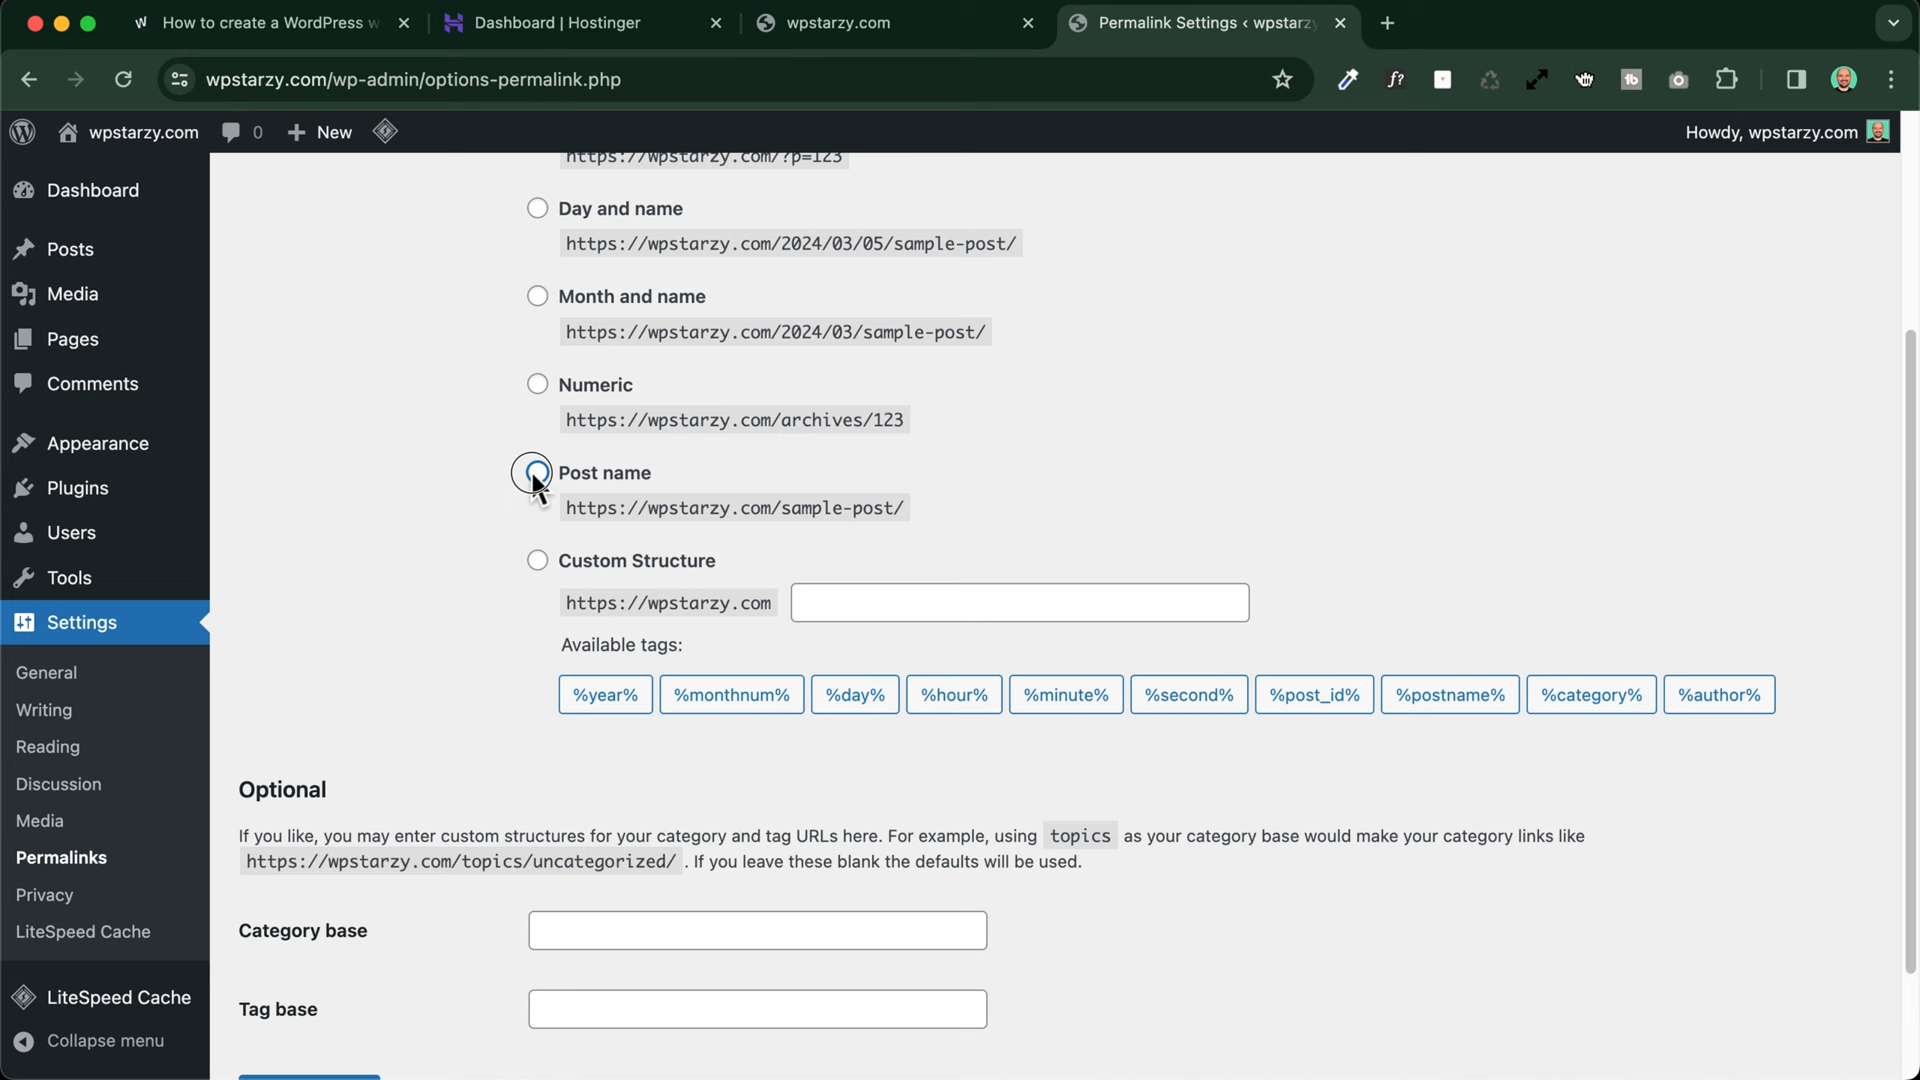 How to create a WordPress w
Dashboard | Hostinger
wpstarzy.com
Permalink Settings ‹ wpstarzy
wpstarzy.com/wp-admin/options-permalink.php
wpstarzy.com
0
New
Howdy, wpstarzy.com
Dashboard
Posts
Media
Pages
Comments
Appearance
Plugins
Users
Tools
Settings
General
Writing
Reading
Discussion
Media
Permalinks
Privacy
LiteSpeed Cache
LiteSpeed Cache
Collapse menu
https://wpstarzy.com/?p=123
Day and name
https://wpstarzy.com/2024/03/05/sample-post/
Month and name
https://wpstarzy.com/2024/03/sample-post/
Numeric
https://wpstarzy.com/archives/123
Post name
https://wpstarzy.com/sample-post/
Custom Structure
https://wpstarzy.com
Available tags:
%year% %monthnum% %day% %hour% %minute% %second% %post_id% %postname% %category% %author%
Optional
If you like, you may enter custom structures for your category and tag URLs here. For example, using topics as your category base would make your category links like
https://wpstarzy.com/topics/uncategorized/ . If you leave these blank the defaults will be used.
Category base
Tag base